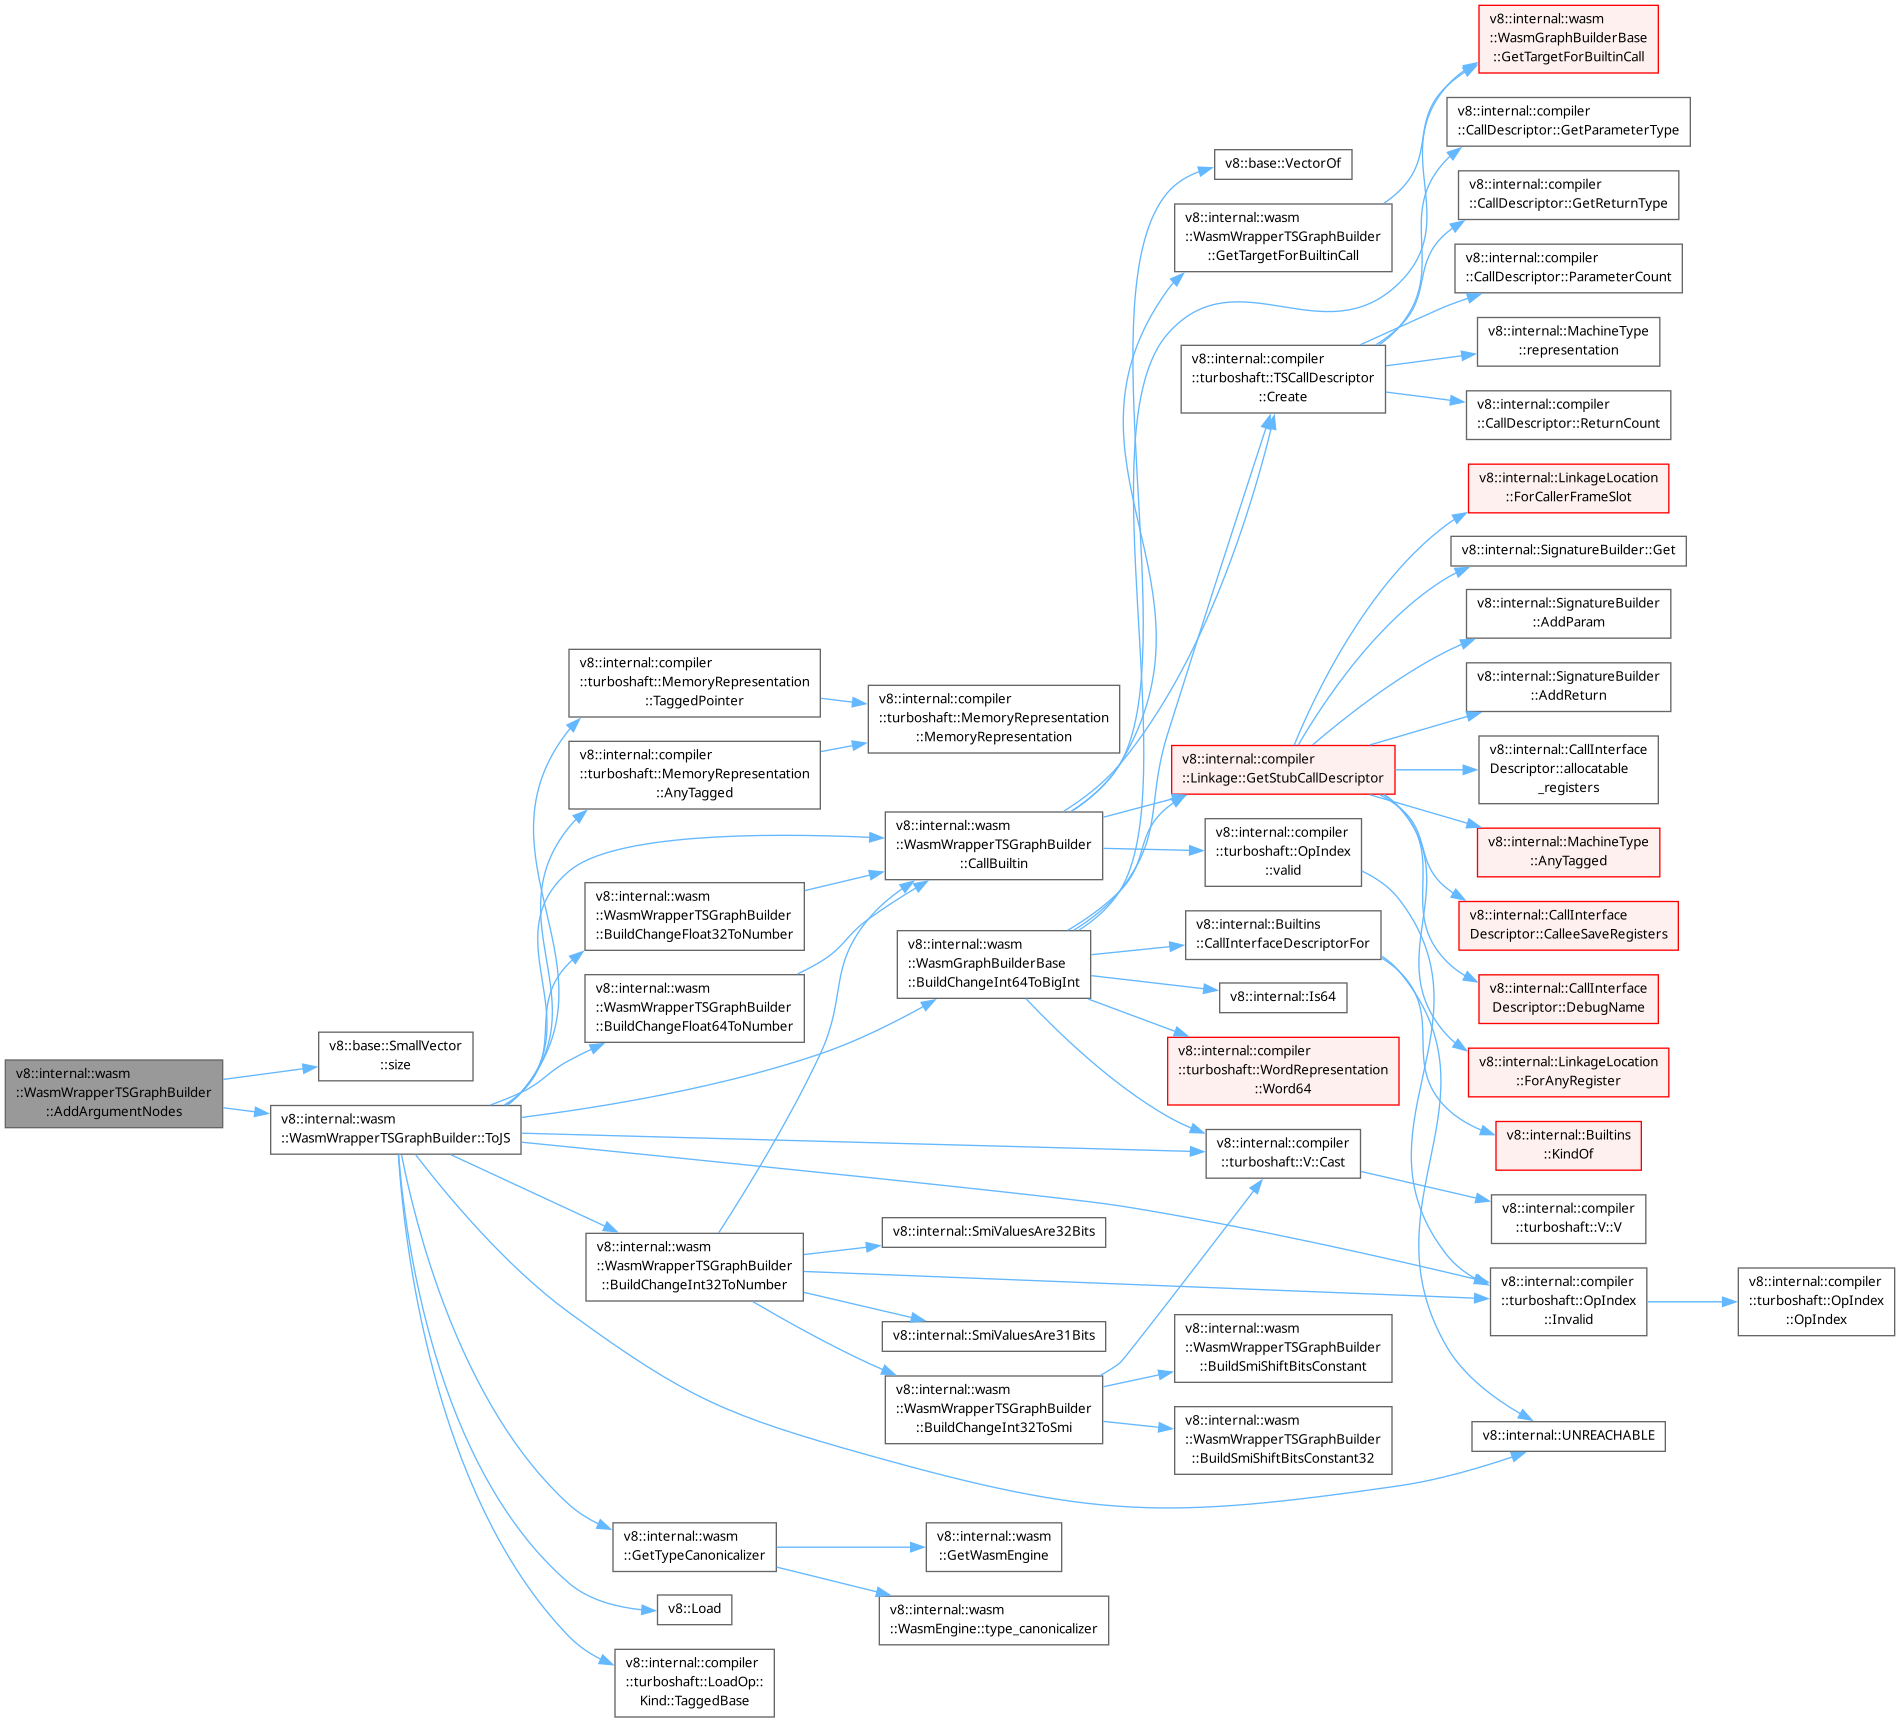 v8::internal::wasm
::WasmWrapperTSGraphBuilder
::AddArgumentNodes
v8::base::SmallVector
::size
v8::internal::wasm
::WasmWrapperTSGraphBuilder::ToJS
v8::internal::compiler
::turboshaft::MemoryRepresentation
::TaggedPointer
v8::internal::compiler
::turboshaft::MemoryRepresentation
::AnyTagged
v8::internal::wasm
::WasmWrapperTSGraphBuilder
::BuildChangeFloat32ToNumber
v8::internal::wasm
::WasmWrapperTSGraphBuilder
::BuildChangeFloat64ToNumber
v8::internal::wasm
::WasmWrapperTSGraphBuilder
::BuildChangeInt32ToNumber
v8::internal::wasm
::GetTypeCanonicalizer
v8::Load
v8::internal::compiler
::turboshaft::LoadOp::
Kind::TaggedBase
v8::internal::compiler
::turboshaft::MemoryRepresentation
::MemoryRepresentation
v8::internal::wasm
::WasmWrapperTSGraphBuilder
::CallBuiltin
v8::internal::wasm
::WasmGraphBuilderBase
::BuildChangeInt64ToBigInt
v8::internal::SmiValuesAre32Bits
v8::internal::SmiValuesAre31Bits
v8::internal::wasm
::WasmWrapperTSGraphBuilder
::BuildChangeInt32ToSmi
v8::internal::wasm
::GetWasmEngine
v8::internal::wasm
::WasmEngine::type_canonicalizer
v8::base::VectorOf
v8::internal::wasm
::WasmWrapperTSGraphBuilder
::GetTargetForBuiltinCall
v8::internal::compiler
::turboshaft::TSCallDescriptor
::Create
v8::internal::compiler
::Linkage::GetStubCallDescriptor
v8::internal::compiler
::turboshaft::OpIndex
::valid
v8::internal::Builtins
::CallInterfaceDescriptorFor
v8::internal::Is64
v8::internal::compiler
::turboshaft::WordRepresentation
::Word64
v8::internal::compiler
::turboshaft::V::Cast
v8::internal::wasm
::WasmWrapperTSGraphBuilder
::BuildSmiShiftBitsConstant
v8::internal::wasm
::WasmWrapperTSGraphBuilder
::BuildSmiShiftBitsConstant32
v8::internal::wasm
::WasmGraphBuilderBase
::GetTargetForBuiltinCall
v8::internal::compiler
::CallDescriptor::GetParameterType
v8::internal::compiler
::CallDescriptor::GetReturnType
v8::internal::compiler
::CallDescriptor::ParameterCount
v8::internal::MachineType
::representation
v8::internal::compiler
::CallDescriptor::ReturnCount
v8::internal::LinkageLocation
::ForCallerFrameSlot
v8::internal::SignatureBuilder::Get
v8::internal::SignatureBuilder
::AddParam
v8::internal::SignatureBuilder
::AddReturn
v8::internal::CallInterface
Descriptor::allocatable
_registers
v8::internal::MachineType
::AnyTagged
v8::internal::CallInterface
Descriptor::CalleeSaveRegisters
v8::internal::CallInterface
Descriptor::DebugName
v8::internal::LinkageLocation
::ForAnyRegister
v8::internal::Builtins
::KindOf
v8::internal::compiler
::turboshaft::V::V
v8::internal::compiler
::turboshaft::OpIndex
::Invalid
v8::internal::UNREACHABLE
v8::internal::compiler
::turboshaft::OpIndex
::OpIndex